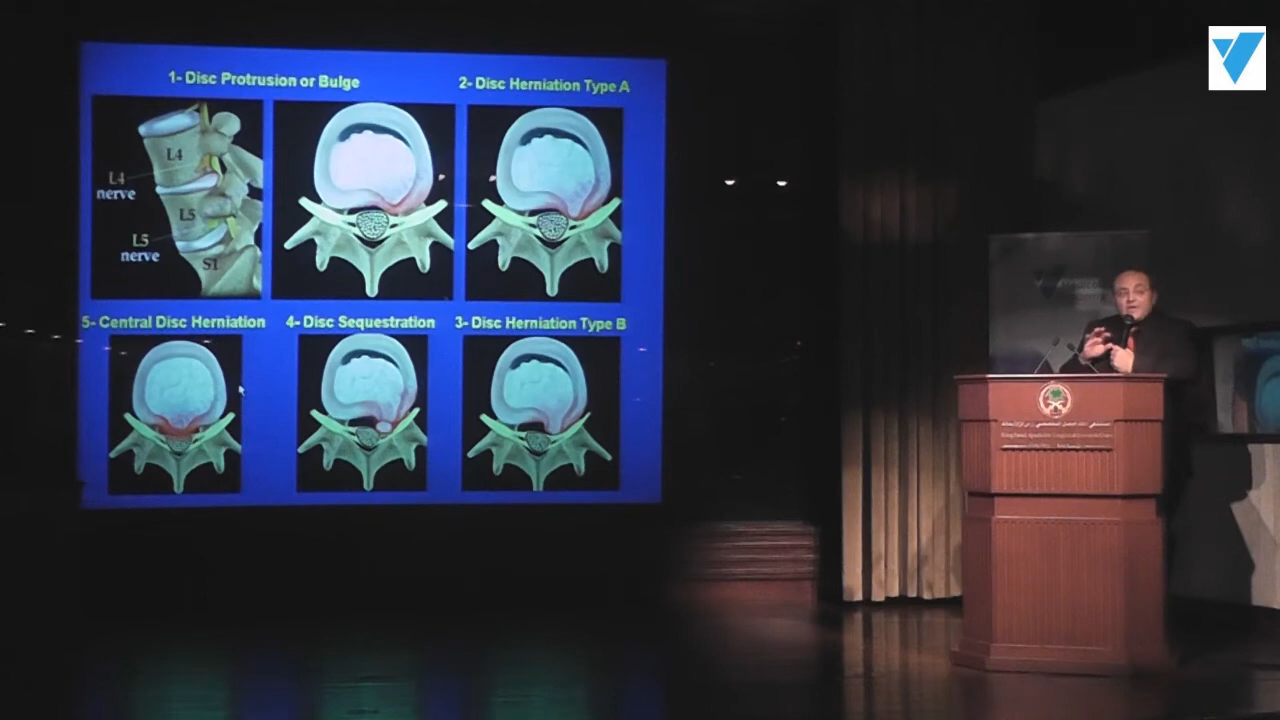 1- Disc Protrusion or Bulge
2- Disc Herniation Type A
L4
L4
nerve
L5
L5
nerve
S1
5- Central Disc Herniation
4- Disc Sequestration
3- Disc Herniation Type B